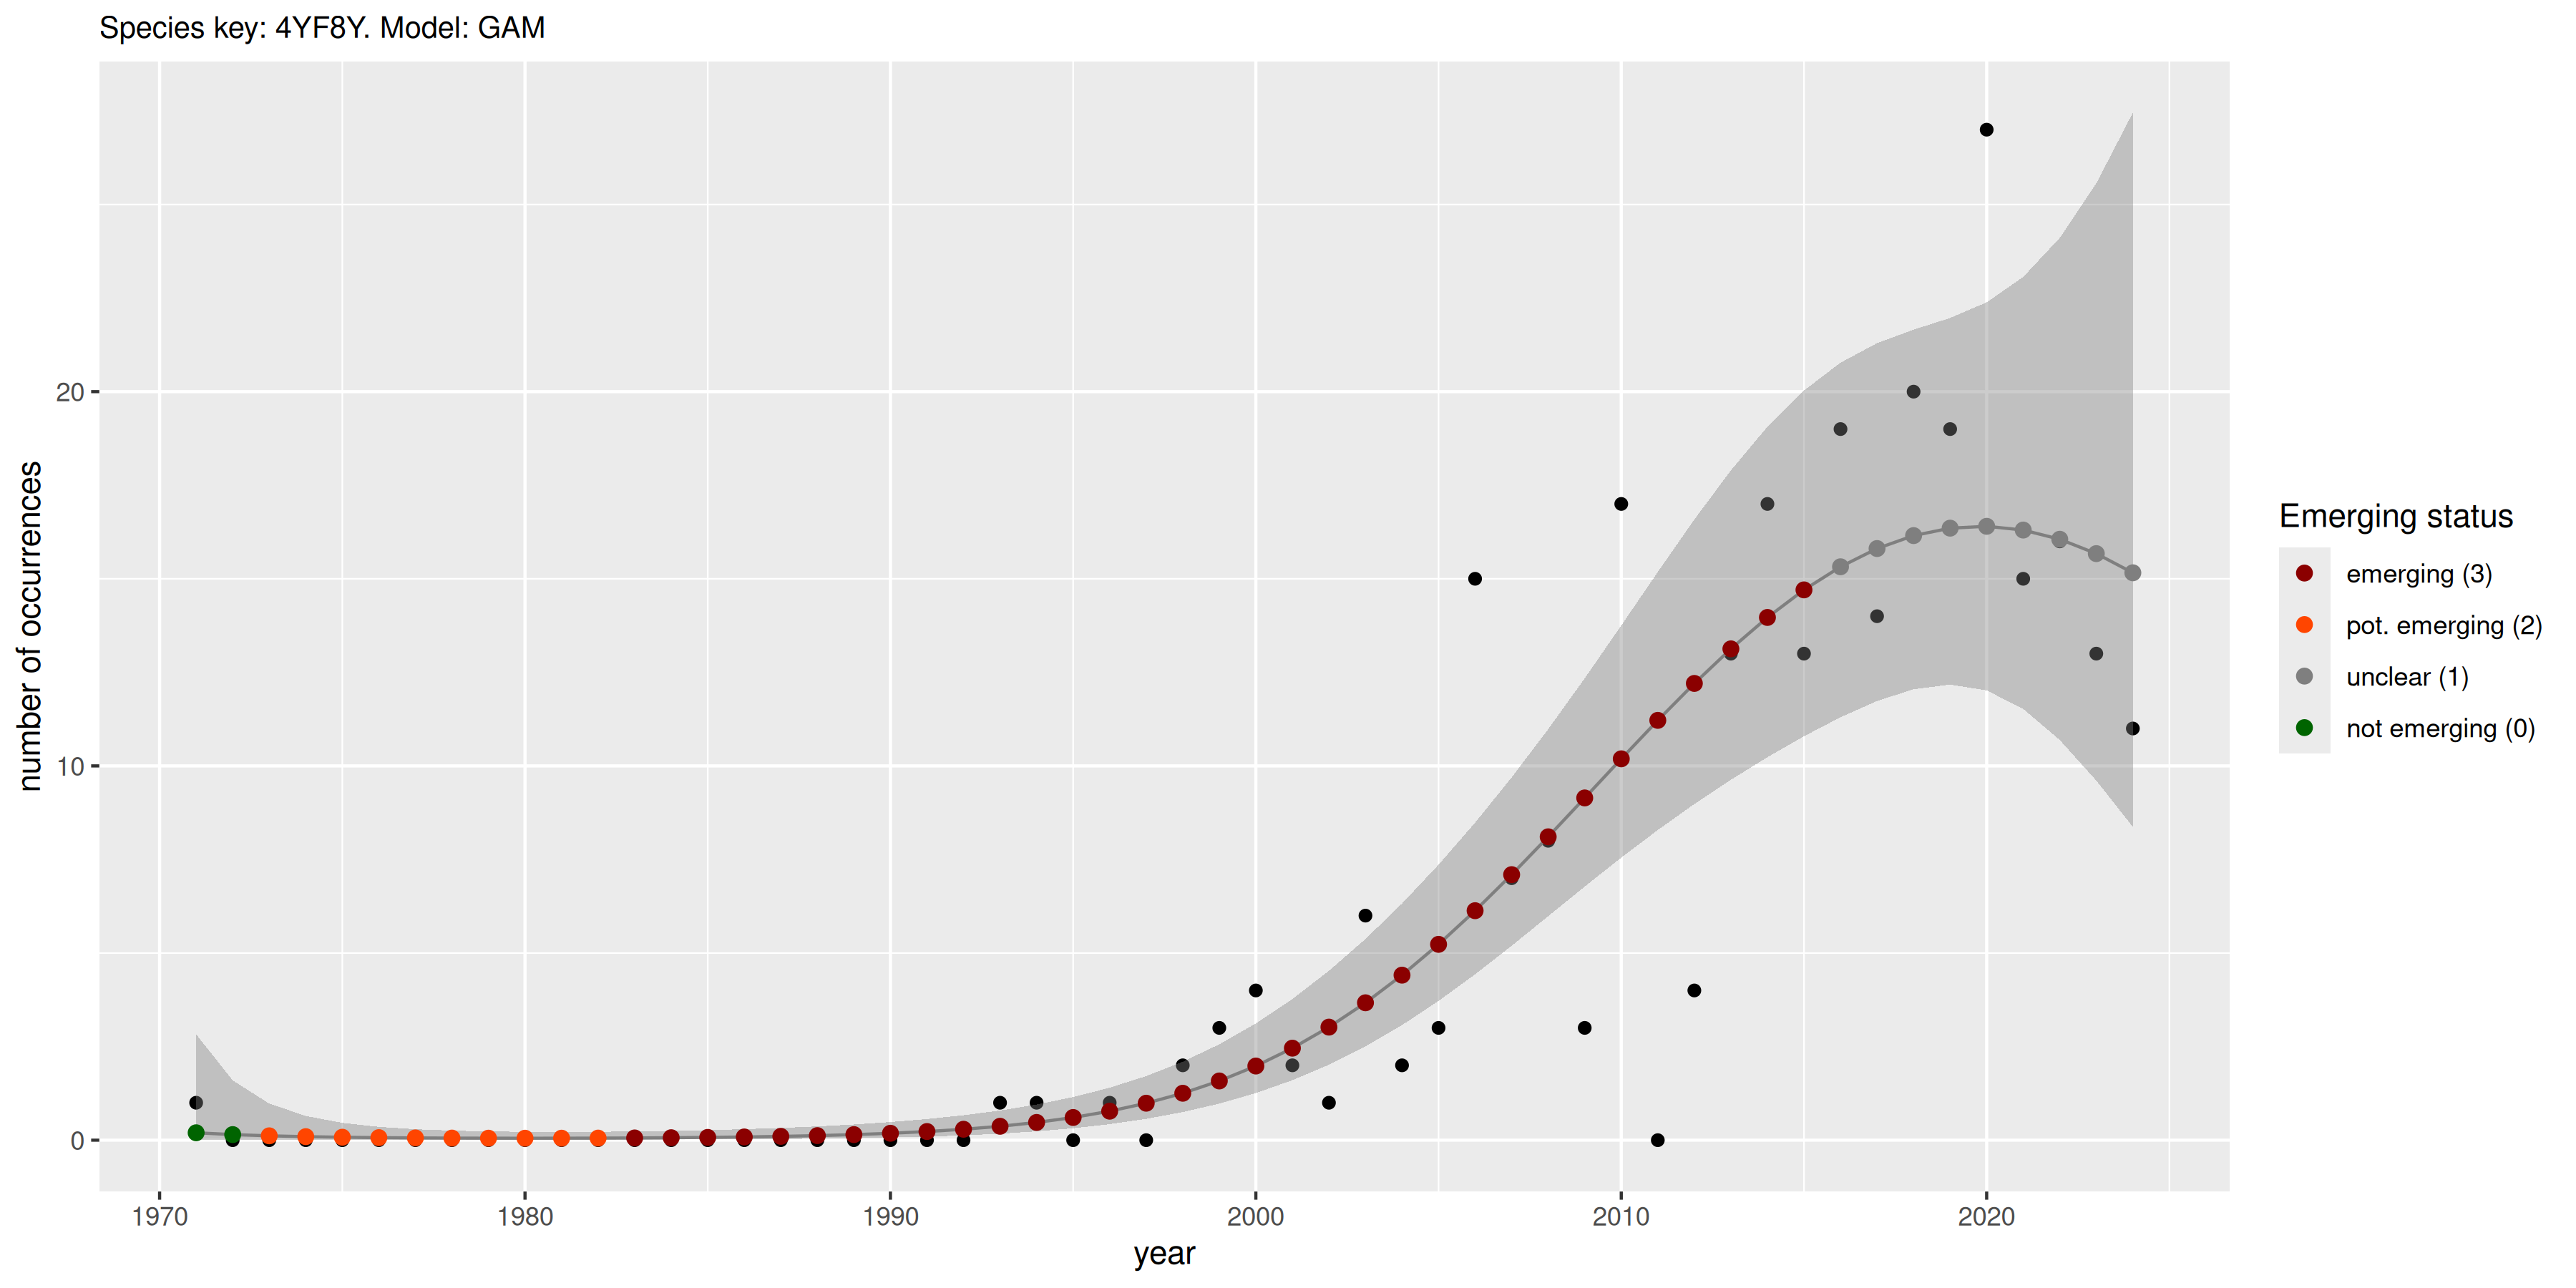 Species key: 4YF8Y. Model: GAM
number of occurrences
20
10
0
1970 1980 1990 2000 2010 2020
year
Emerging status
emerging (3)
pot. emerging (2)
unclear (1)
not emerging (0)